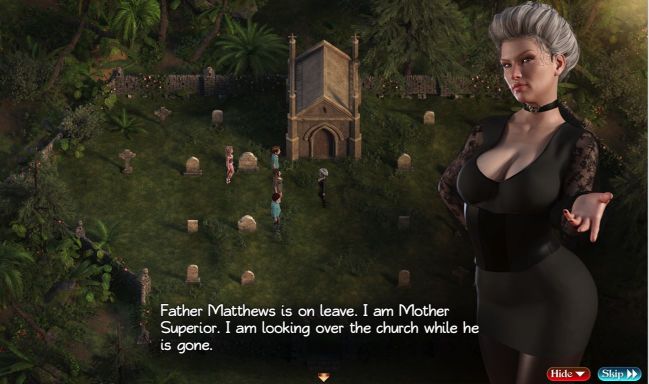 Father Matthews is on leave. I am Mother
Superior. I am looking over the church while he
is gone.
Hide
Skip